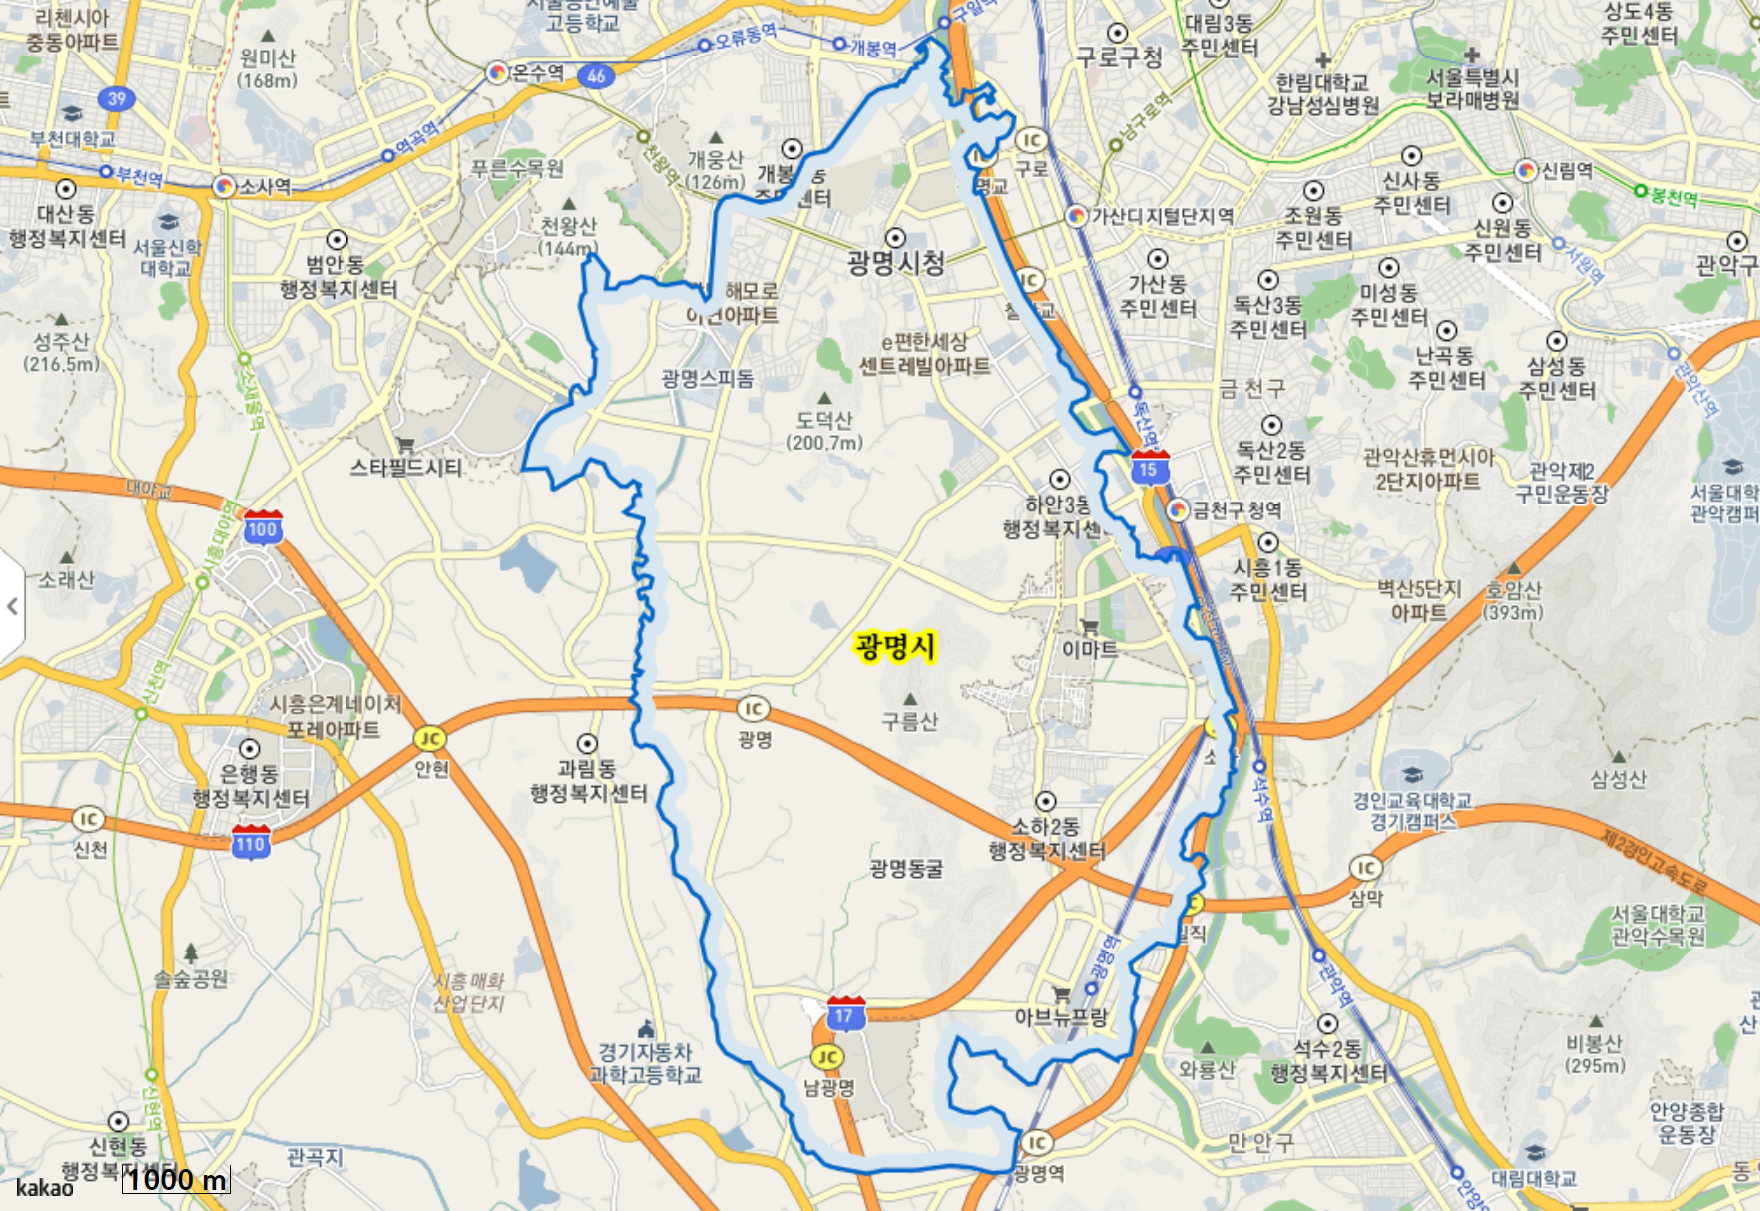 리첸시아
중동아파트
원미산
(168m)
39
부천대학교
부천역
대산동
행정복지센터
서울신학
대학교
소사역
역곡역
온수역
46
고등학교
오류동역
개봉역
푸른수목원
천왕역
개웅산
(126m)
천왕산
(144m)
범안동
행정복지센터
성주산
(216.5m)
광명시청
구로구청
대림3동
주민센터
한림대학교
강남성심병원
서울특별시
보라매병원
상도4동
주민센터
남구로역
IC
구로
가산디지털단지역
신림역
봉천역
신사동
주민센터
조원동
주민센터
신원동
주민센터
서원역
관악구
가산동
주민센터
독산3동
주민센터
미성동
주민센터
난곡동
주민센터
삼성동
주민센터
관악산역
IC
해모로
e편한세상
센트레빌아파트
광명스피돔
도덕산
(200.7m)
금천구
독산역
독산2동
주민센터
15
금천구청역
관악산휴먼시아
2단지아파트
관악제2
구민운동장
서울대학
관악캠퍼
스타필드시티
대야교
100
시흥대야역
소래산
하안3동
행정복지센
시흥1동
주민센터
벽산5단지
아파트
호암산
(393m)
광명시
이마트
구름산
신천역
시흥은계네이처
포레아파트
JC
안현
은행동
행정복지센터
IC
신천
110
과림동
행정복지센터
IC
광명
소하2동
행정복지센터
광명동굴
석수역
삼성산
경인교육대학교
경기캠퍼스
제2경인고속도로
IC
삼막
서울대학교
관악수목원
일직
광명역
아브뉴프랑
솔숲공원
시흥매화
산업단지
경기자동차
과학고등학교
17
JC
남광명
관악역
석수2동
행정복지센터
와룡산
비봉산
(295m)
안양종합
운동장
만안구
대림대학교
IC
광명역
신현역
신현동
행정복지센터
관곡지
kakao
1000 m